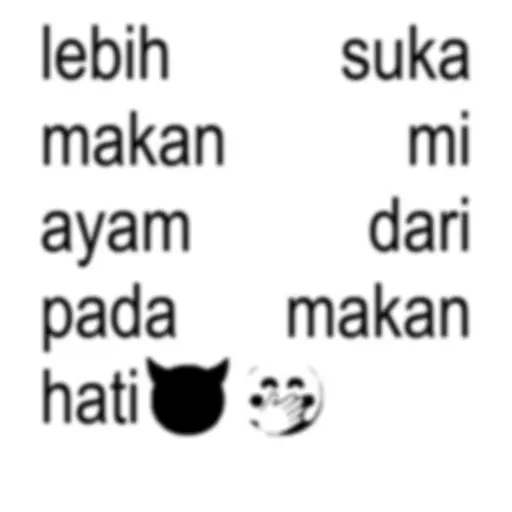 lebih suka
makan mi
ayam dari
pada makan
hati😈🤭